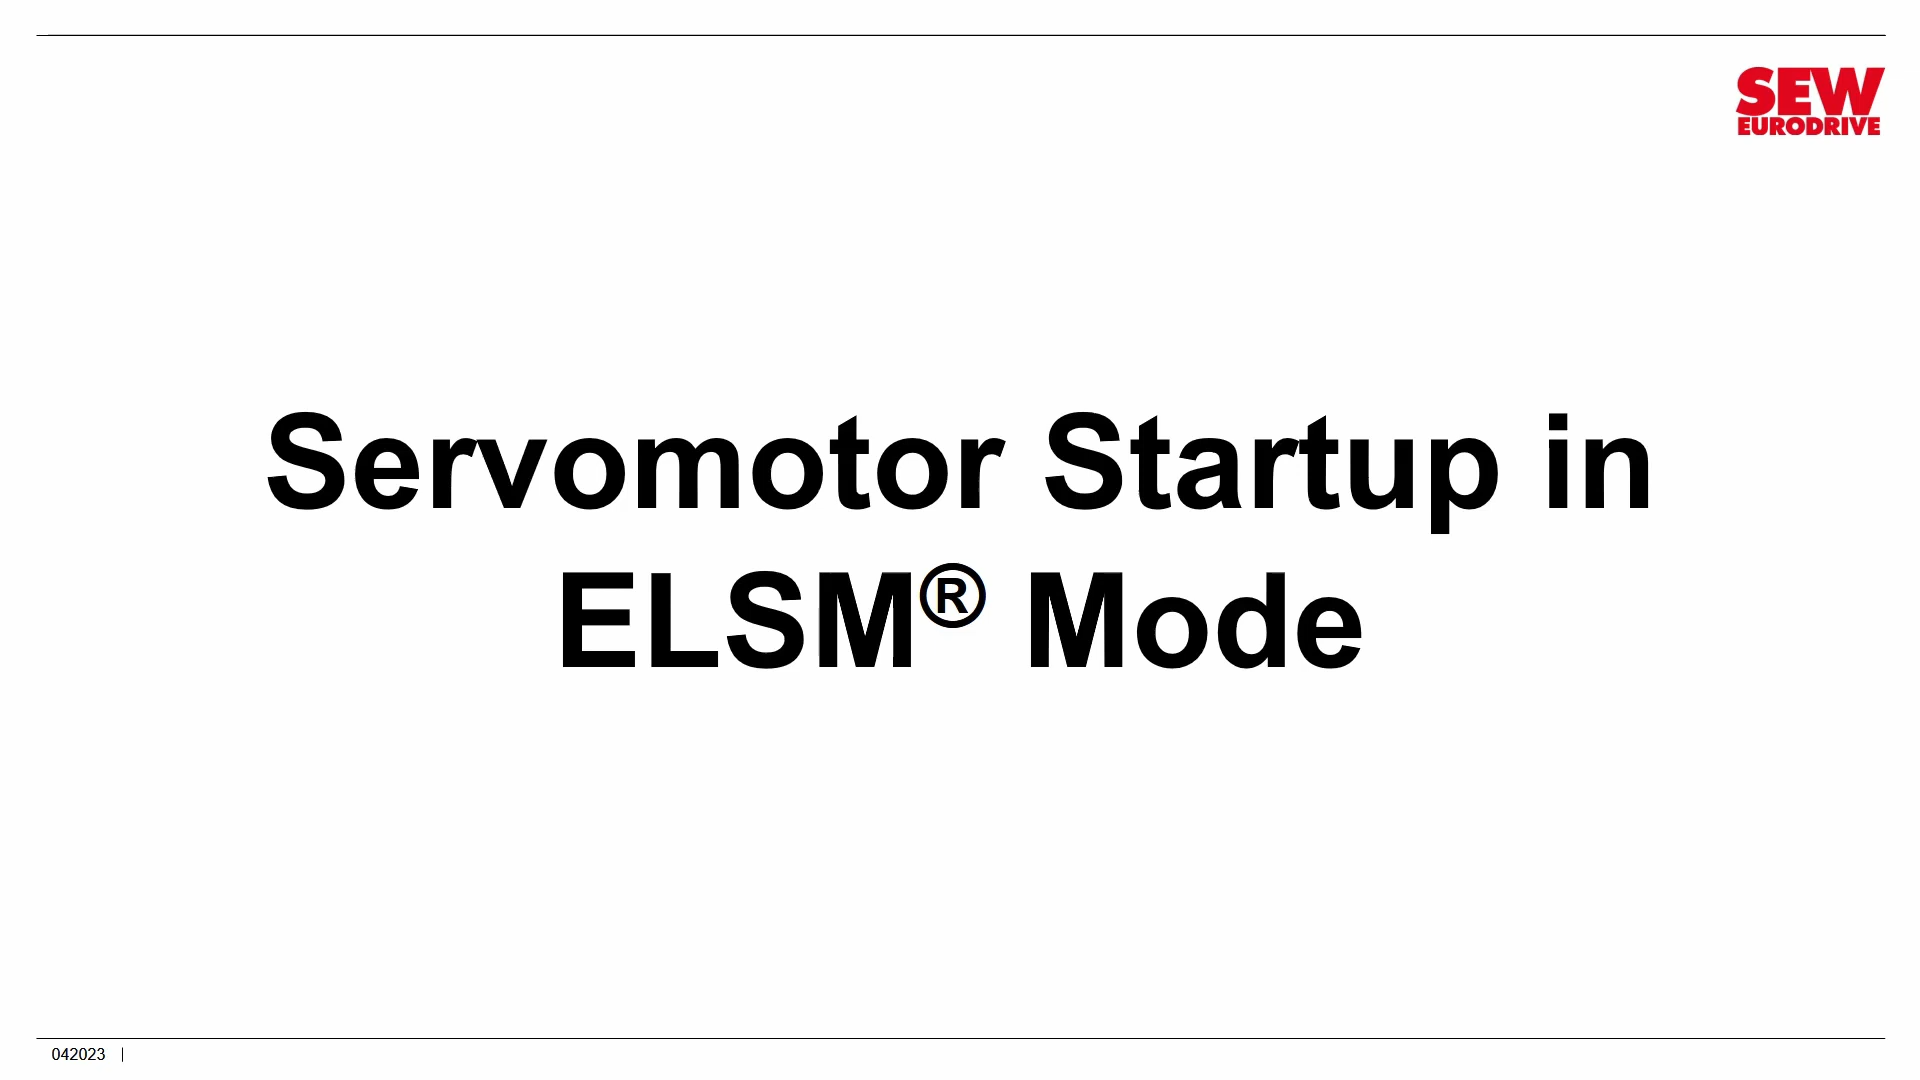 SEW
EURODRIVE
Servomotor Startup in
ELSM® Mode
042023 |